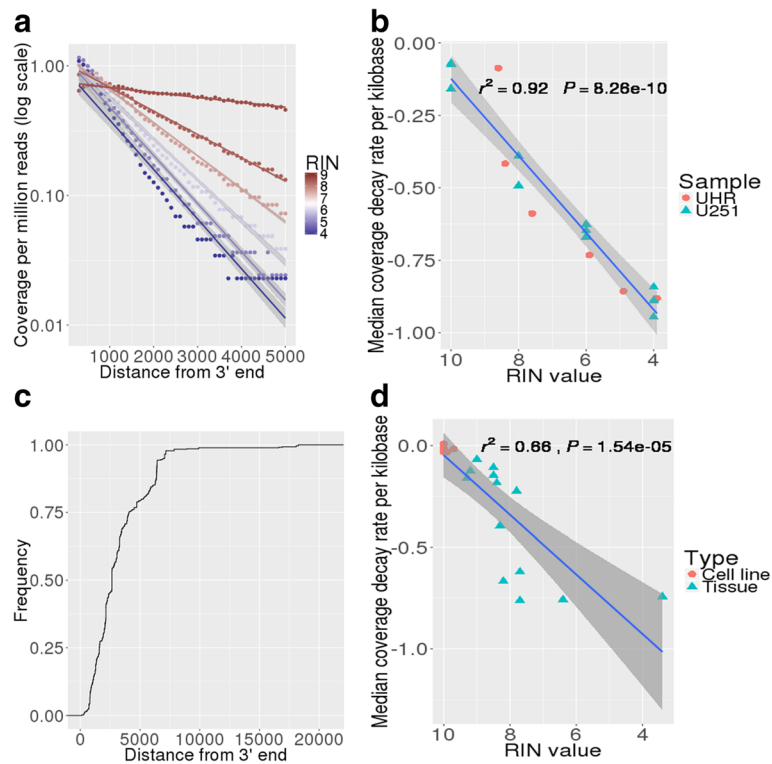 a
Coverage per million reads (log scale)
1.00
0.10
0.01
1000 2000 3000 4000 5000
Distance from 3' end
RIN
9
8
7
6
5
4
b
Median coverage decay rate per kilobase
0.00
-0.25
-0.50
-0.75
-1.00
r² = 0.92 P = 8.26e-10
10 8 6 4
RIN value
Sample
UHR
U251
c
Frequency
1.00
0.75
0.50
0.25
0.00
0 5000 10000 15000 20000
Distance from 3' end
d
Median coverage decay rate per kilobase
0.0
-0.5
-1.0
r² = 0.66 , P = 1.54e-05
10 8 6 4
RIN value
Type
Cell line
Tissue